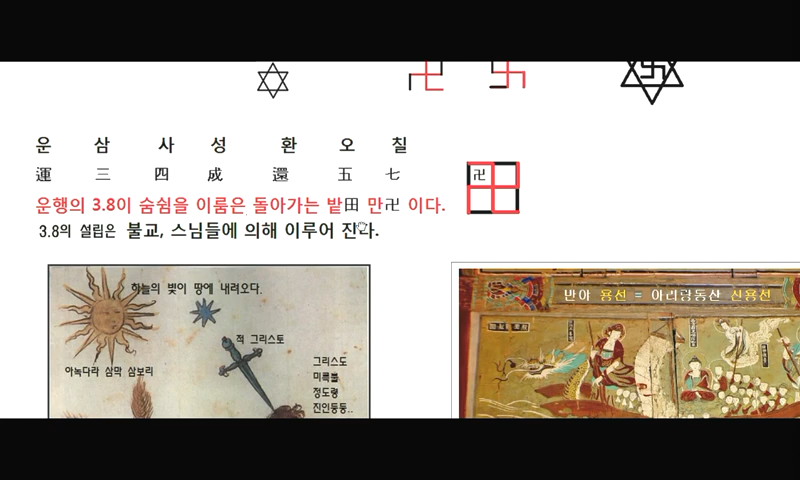 운 삼 사 성 환 오 칠
運 三 四 成 還 五 七
卍
운행의 3.8이 숨쉼을 이룸은 돌아가는 밭田 만卍 이다.
3.8의 설립은 불교, 스님들에 의해 이루어 진다.
하늘의 빛이 땅에 내려오다.
적 그리스토
아눅다라 삼막 삼보리
그리스도
미륵불
정도령
진인등등..
반야 용선 = 아리랑동산 신용선